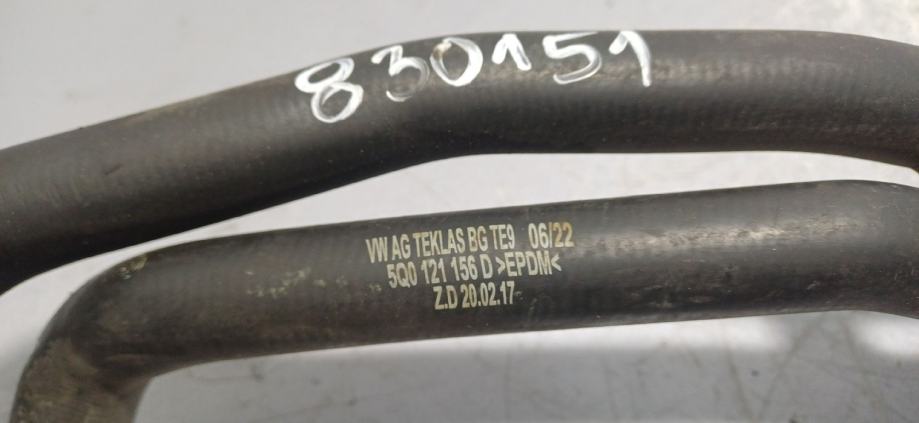 830151
VW AG TEKLAS BG TE9 06/22
5Q0 121 156 D >EPDM<
Z.D 20.02.17